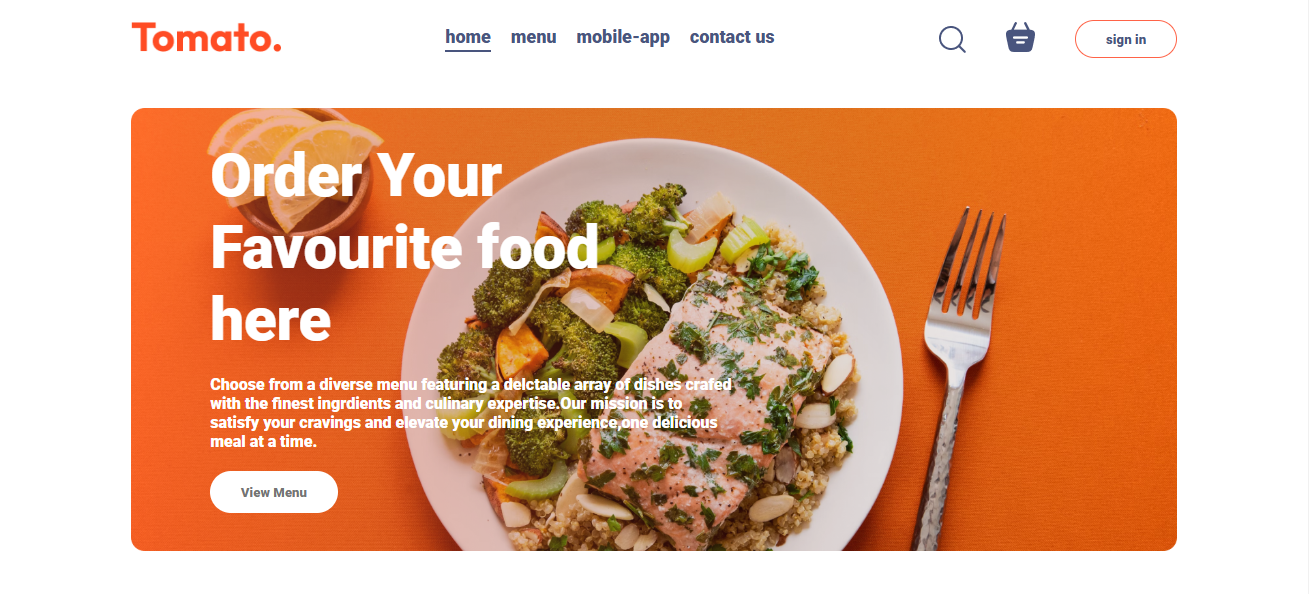 Tomato.
home menu mobile-app contact us
sign in
Order Your
Favourite food
here
Choose from a diverse menu featuring a delctable array of dishes crafed
with the finest ingrdients and culinary expertise.Our mission is to
satisfy your cravings and elevate your dining experience,one delicious
meal at a time.
View Menu